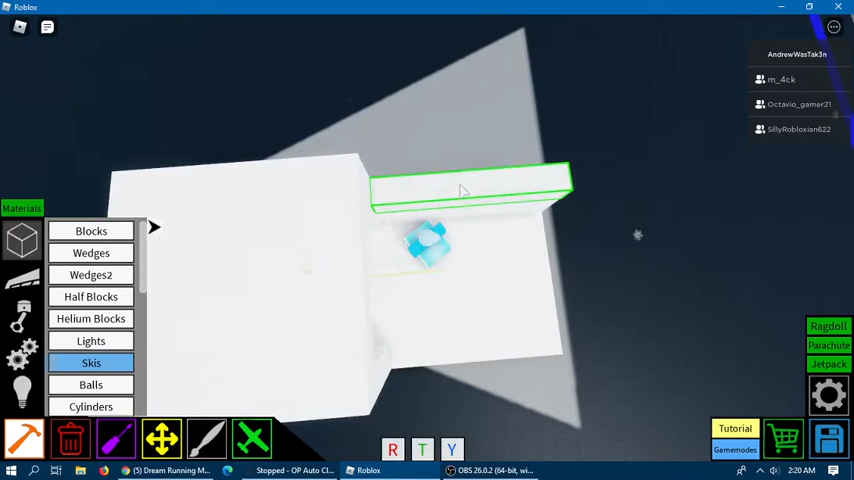 Roblox
AndrewWasTak3n
m_4ck
Octavio_gamer21
SillyRobloxian622
Materials
Blocks
Wedges
Wedges2
Half Blocks
Helium Blocks
Lights
Skis
Balls
Cylinders
Ragdoll
Parachute
Jetpack
Tutorial
Gamemodes
R T Y
(5) Dream Running M...
Stopped - OP Auto Cl...
Roblox
OBS 26.0.2 (64-bit, wi...
2:20 AM